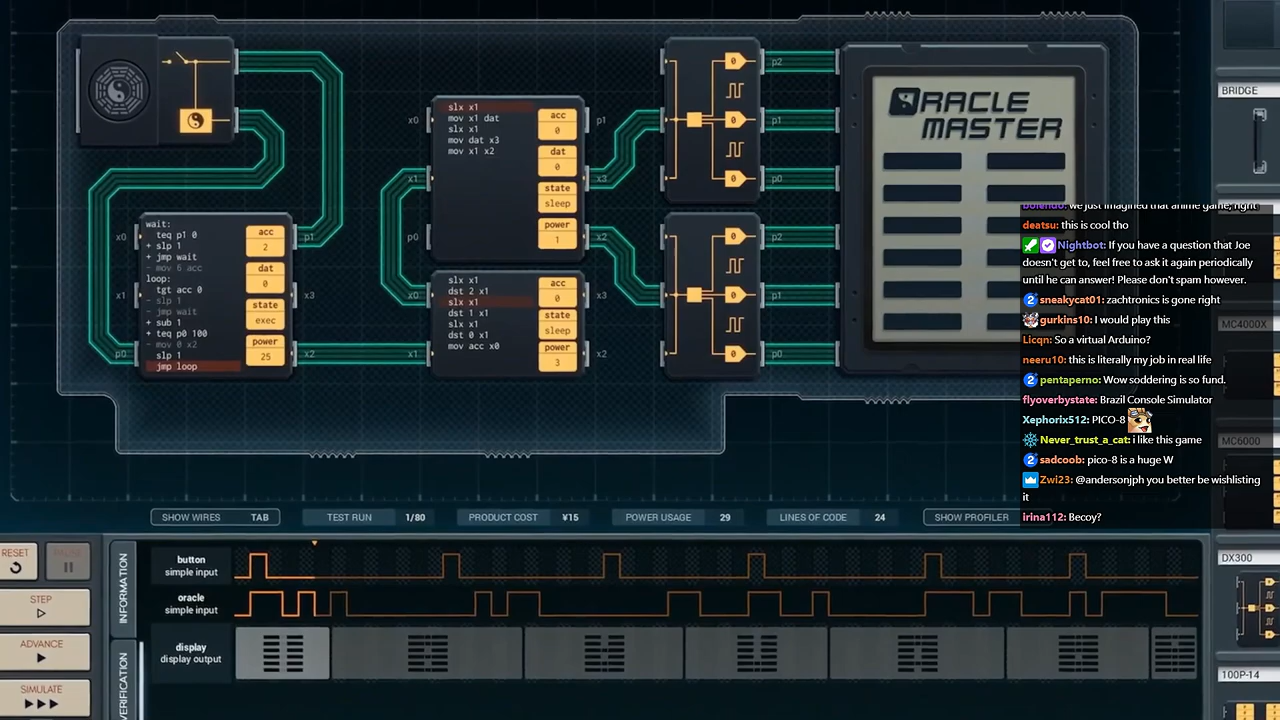 BRIDGE
MC4000X
MC6000
DX300
100P-14
ORACLE
MASTER
wait:
teq p1 0
+ slp 1
+ jmp wait
- mov 6 acc
loop:
tgt acc 0
- slp 1
- jmp wait
+ sub 1
+ teq p0 100
- mov 0 x2
slp 1
jmp loop
acc
2
dat
0
state
exec
power
25
x0
x1
p0
p1
x3
x2
slx x1
mov x1 dat
slx x1
mov dat x3
mov x1 x2
acc
0
dat
0
state
sleep
power
1
x0
x1
p0
p1
x3
x2
slx x1
dst 2 x1
slx x1
dst 1 x1
slx x1
dst 0 x1
mov acc x0
acc
0
state
sleep
power
3
x0
x1
x3
x2
0
0
0
p2
p1
p0
0
0
0
p2
p1
p0
bolendo: we just imagined that anime game, right
deatsu: this is cool tho
Nightbot: If you have a question that Joe
doesn't get to, feel free to ask it again periodically
until he can answer! Please don't spam however.
2 sneakycat01: zachtronics is gone right
gurkins10: I would play this
Licqn: So a virtual Arduino?
neeru10: this is literally my job in real life
2 pentaperno: Wow soddering is so fund.
flyoverbystate: Brazil Console Simulator
Xephorix512: PICO-8
Never_trust_a_cat: i like this game
2 sadcoob: pico-8 is a huge W
Zwl23: @andersonjph you better be wishlisting
it
irina112: Becoy?
SHOW WIRES TAB
TEST RUN 1/80
PRODUCT COST ¥15
POWER USAGE 29
LINES OF CODE 24
SHOW PROFILER
RESET
PAUSE
STEP
ADVANCE
SIMULATE
INFORMATION
VERIFICATION
button
simple input
oracle
simple input
display
display output